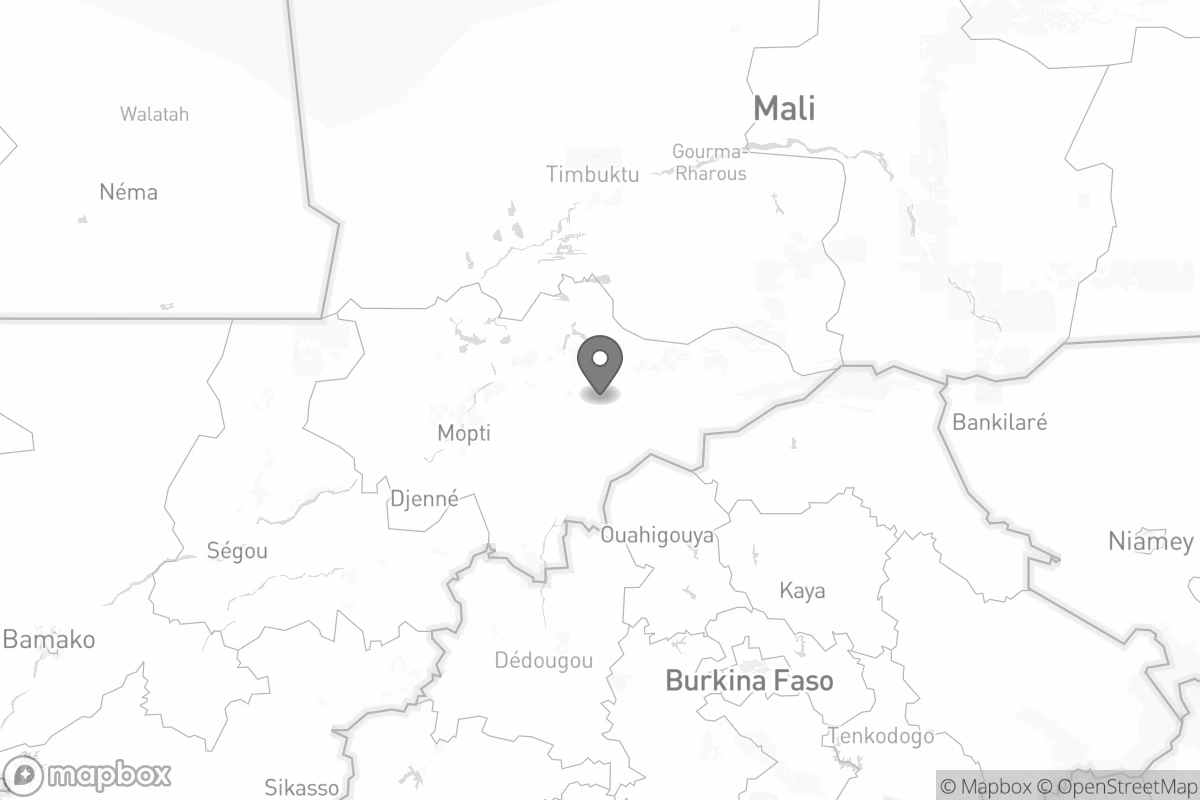 Mali
Walatah
Gourma-
Rharous
Timbuktu
Néma
Bankilaré
Mopti
Djenné
Ouahigouya
Niamey
Ségou
Kaya
Bamako
Dédougou
Burkina Faso
Tenkodogo
mapbox
Sikasso
© Mapbox © OpenStreetMap